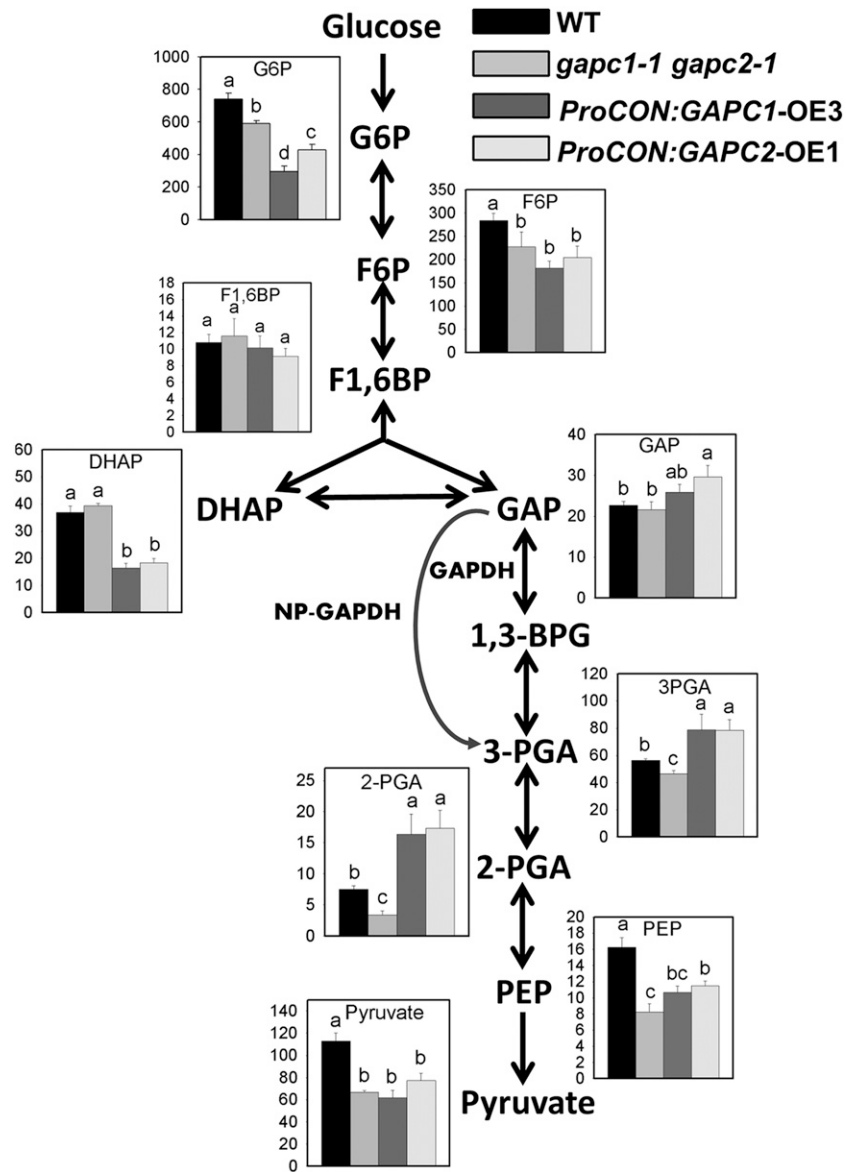 Glucose
WT
gapc1-1 gapc2-1
ProCON:GAPC1-OE3
ProCON:GAPC2-OE1
G6P
1000
800
600
400
200
0
a
b
d
c
G6P
F6P
350
300
250
200
150
100
50
0
a
b
b
b
F6P
F1,6BP
18
16
14
12
10
8
6
4
2
0
a
a
a
a
F1,6BP
DHAP
60
50
40
30
20
10
0
a
a
b
b
DHAP
GAP
GAP
40
30
20
10
0
b
b
ab
a
GAPDH
NP-GAPDH
1,3-BPG
3PGA
120
100
80
60
40
20
0
b
c
a
a
3-PGA
2-PGA
25
20
15
10
5
0
b
c
a
a
2-PGA
PEP
20
18
16
14
12
10
8
6
4
2
0
a
c
bc
b
PEP
Pyruvate
140
120
100
80
60
40
20
0
a
b
b
b
Pyruvate